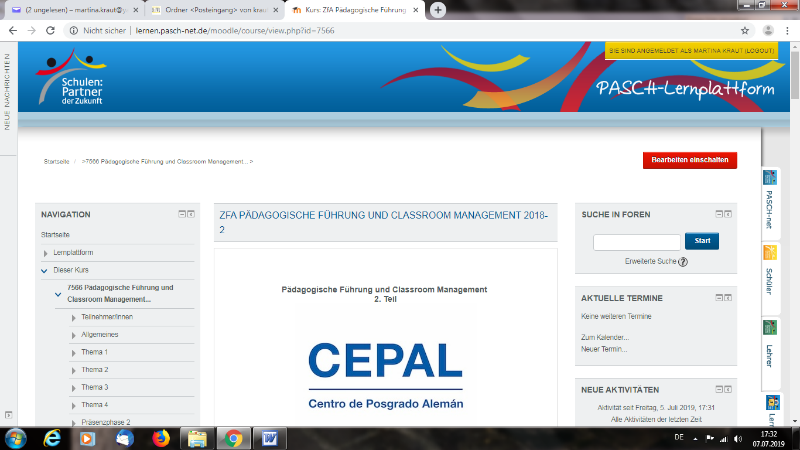 (2 ungelesen) – martina.kraut@
Ordner <Posteingang> von kraut
Kurs: ZfA Pädagogische Führung
Nicht sicher | lernen.pasch-net.de/moodle/course/view.php?id=7566
NEUE NACHRICHTEN
SIE SIND ANGEMELDET ALS MARTINA KRAUT (LOGOUT)
Schulen:
Partner
der Zukunft
PASCH-Lernplattform
Startseite / >7566 Pädagogische Führung und Classroom Management... >
Bearbeiten einschalten
NAVIGATION
Startseite
Lernplattform
Dieser Kurs
7566 Pädagogische Führung und
Classroom Management...
Teilnehmer/innen
Allgemeines
Thema 1
Thema 2
Thema 3
Thema 4
Präsenzphase 2
ZFA PÄDAGOGISCHE FÜHRUNG UND CLASSROOM MANAGEMENT 2018-
2
Pädagogische Führung und Classroom Management
2. Teil
CEPAL
Centro de Posgrado Alemán
SUCHE IN FOREN
Start
Erweiterte Suche ?
AKTUELLE TERMINE
Keine weiteren Termine
Zum Kalender...
Neuer Termin...
NEUE AKTIVITÄTEN
Aktivität seit Freitag, 5. Juli 2019, 17:31
Alle Aktivitäten der letzten Zeit
PASCH-net
Schüler
Lehrer
Lern
DE
17:32
07.07.2019